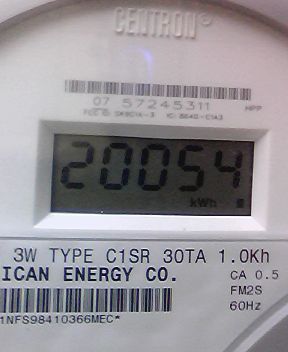 CENTRON®
07 57245311 HPP
20054
kWh
3W TYPE C1SR 30TA 1.0Kh
ICAN ENERGY CO. CA 0.5
FM2S
60Hz
1NFS98410366MEC*